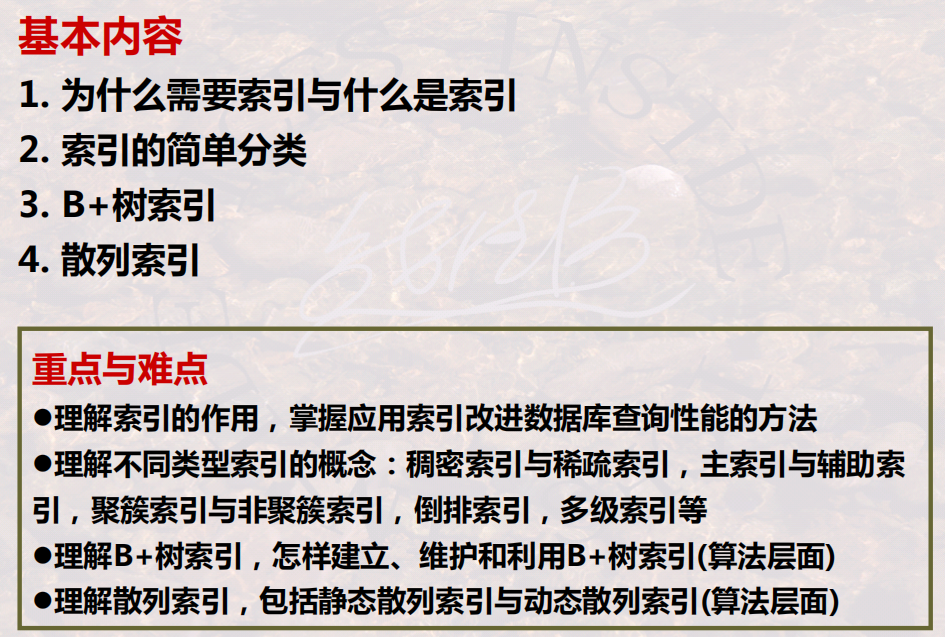 基本内容
1. 为什么需要索引与什么是索引
2. 索引的简单分类
3. B+树索引
4. 散列索引
重点与难点
●理解索引的作用，掌握应用索引改进数据库查询性能的方法
●理解不同类型索引的概念：稠密索引与稀疏索引，主索引与辅助索
引，聚簇索引与非聚簇索引，倒排索引，多级索引等
●理解B+树索引，怎样建立、维护和利用B+树索引(算法层面)
●理解散列索引，包括静态散列索引与动态散列索引(算法层面)